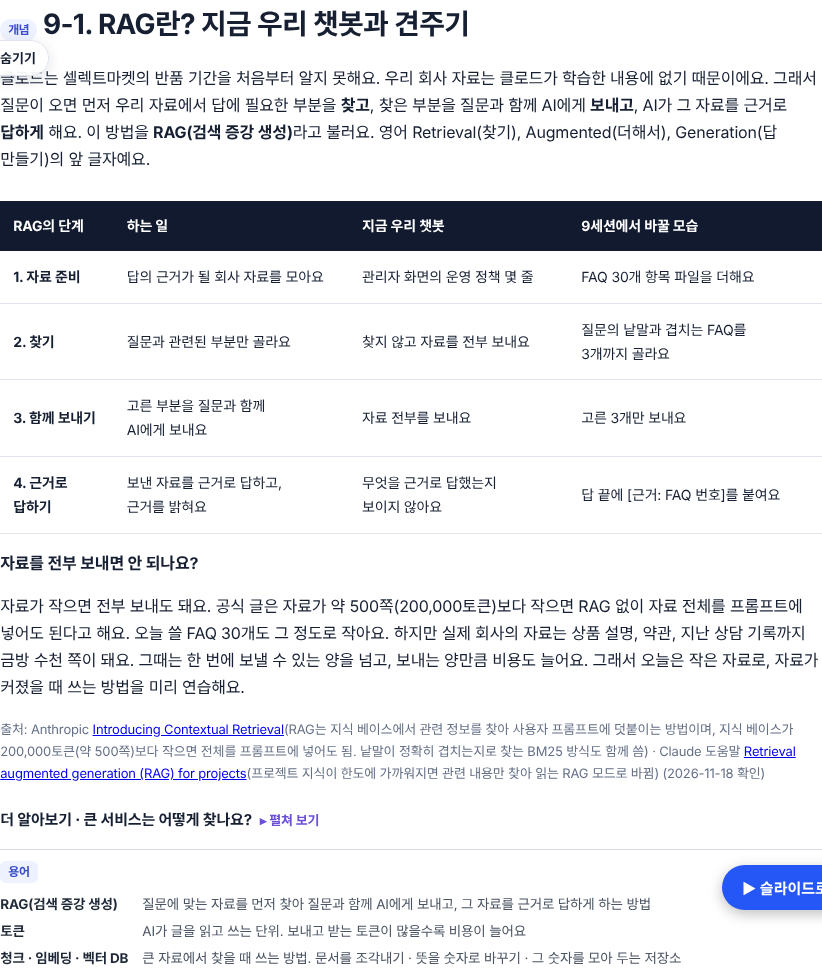 개념 9-1. RAG란? 지금 우리 챗봇과 견주기
숨기기
클로드는 셀렉트마켓의 반품 기간을 처음부터 알지 못해요. 우리 회사 자료는 클로드가 학습한 내용에 없기 때문이에요. 그래서
질문이 오면 먼저 우리 자료에서 답에 필요한 부분을 찾고, 찾은 부분을 질문과 함께 AI에게 보내고, AI가 그 자료를 근거로
답하게 해요. 이 방법을 RAG(검색 증강 생성)라고 불러요. 영어 Retrieval(찾기), Augmented(더해서), Generation(답
만들기)의 앞 글자예요.
RAG의 단계 하는 일 지금 우리 챗봇 9세션에서 바꿀 모습
1. 자료 준비 답의 근거가 될 회사 자료를 모아요 관리자 화면의 운영 정책 몇 줄 FAQ 30개 항목 파일을 더해요
2. 찾기 질문과 관련된 부분만 골라요 찾지 않고 자료를 전부 보내요 질문의 낱말과 겹치는 FAQ를
3개까지 골라요
3. 함께 보내기 고른 부분을 질문과 함께
AI에게 보내요 자료 전부를 보내요 고른 3개만 보내요
4. 근거로
답하기 보낸 자료를 근거로 답하고,
근거를 밝혀요 무엇을 근거로 답했는지
보이지 않아요 답 끝에 [근거: FAQ 번호]를 붙여요
자료를 전부 보내면 안 되나요?
자료가 작으면 전부 보내도 돼요. 공식 글은 자료가 약 500쪽(200,000토큰)보다 작으면 RAG 없이 자료 전체를 프롬프트에
넣어도 된다고 해요. 오늘 쓸 FAQ 30개도 그 정도로 작아요. 하지만 실제 회사의 자료는 상품 설명, 약관, 지난 상담 기록까지
금방 수천 쪽이 돼요. 그때는 한 번에 보낼 수 있는 양을 넘고, 보내는 양만큼 비용도 늘어요. 그래서 오늘은 작은 자료로, 자료가
커졌을 때 쓰는 방법을 미리 연습해요.
출처: Anthropic Introducing Contextual Retrieval(RAG는 지식 베이스에서 관련 정보를 찾아 사용자 프롬프트에 덧붙이는 방법이며, 지식 베이스가
200,000토큰(약 500쪽)보다 작으면 전체를 프롬프트에 넣어도 됨. 낱말이 정확히 겹치는지로 찾는 BM25 방식도 함께 씀) · Claude 도움말 Retrieval
augmented generation (RAG) for projects(프로젝트 지식이 한도에 가까워지면 관련 내용만 찾아 읽는 RAG 모드로 바뀜) (2026-11-18 확인)
더 알아보기 · 큰 서비스는 어떻게 찾나요? ▸펼쳐 보기
용어
RAG(검색 증강 생성) 질문에 맞는 자료를 먼저 찾아 질문과 함께 AI에게 보내고, 그 자료를 근거로 답하게 하는 방법
▶ 슬라이드로
토큰 AI가 글을 읽고 쓰는 단위. 보내고 받는 토큰이 많을수록 비용이 늘어요
청크 · 임베딩 · 벡터 DB 큰 자료에서 찾을 때 쓰는 방법. 문서를 조각내기 · 뜻을 숫자로 바꾸기 · 그 숫자를 모아 두는 저장소